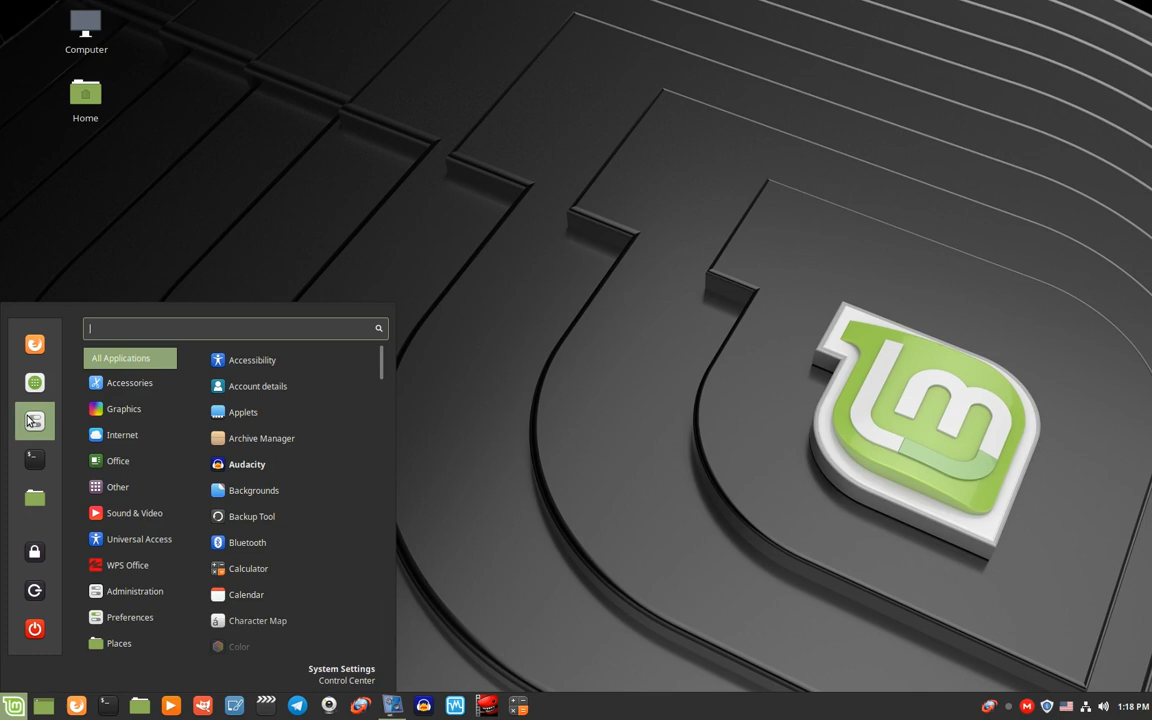 Computer
Home
All Applications
Accessories
Graphics
Internet
Office
Other
Sound & Video
Universal Access
WPS Office
Administration
Preferences
Places
Accessibility
Account details
Applets
Archive Manager
Audacity
Backgrounds
Backup Tool
Bluetooth
Calculator
Calendar
Character Map
Color
System Settings
Control Center
1:18 PM